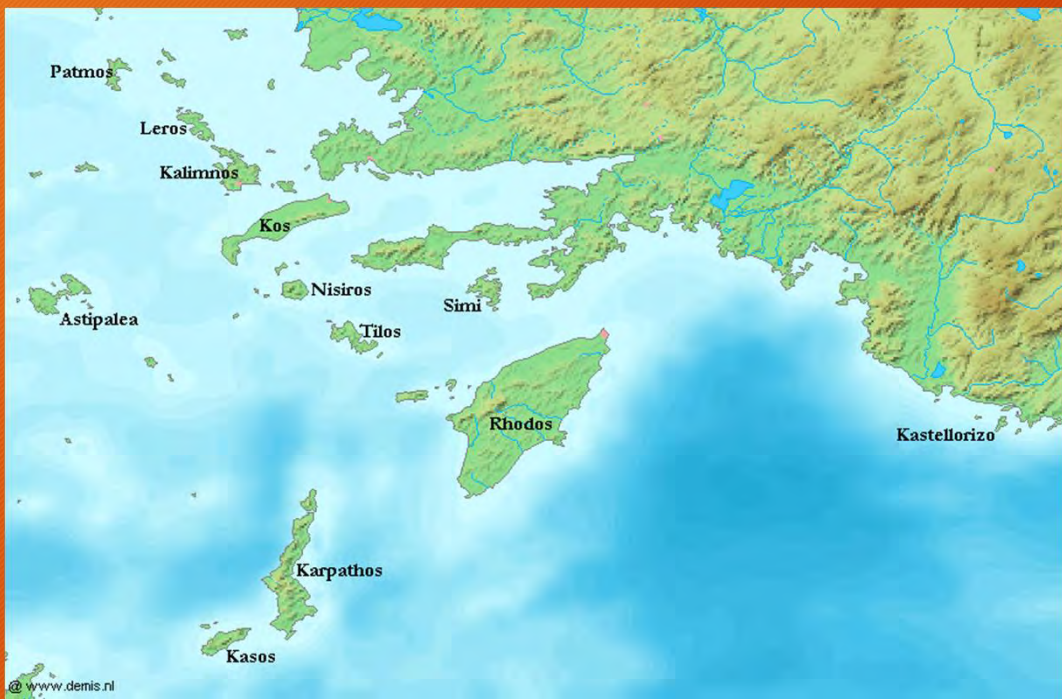 Patmos
Leros
Kalimnos
Kos
Nisiros
Simi
Astipalea
Tilos
Rhodos
Kastellorizo
Karpathos
Kasos
@ www.demis.nl